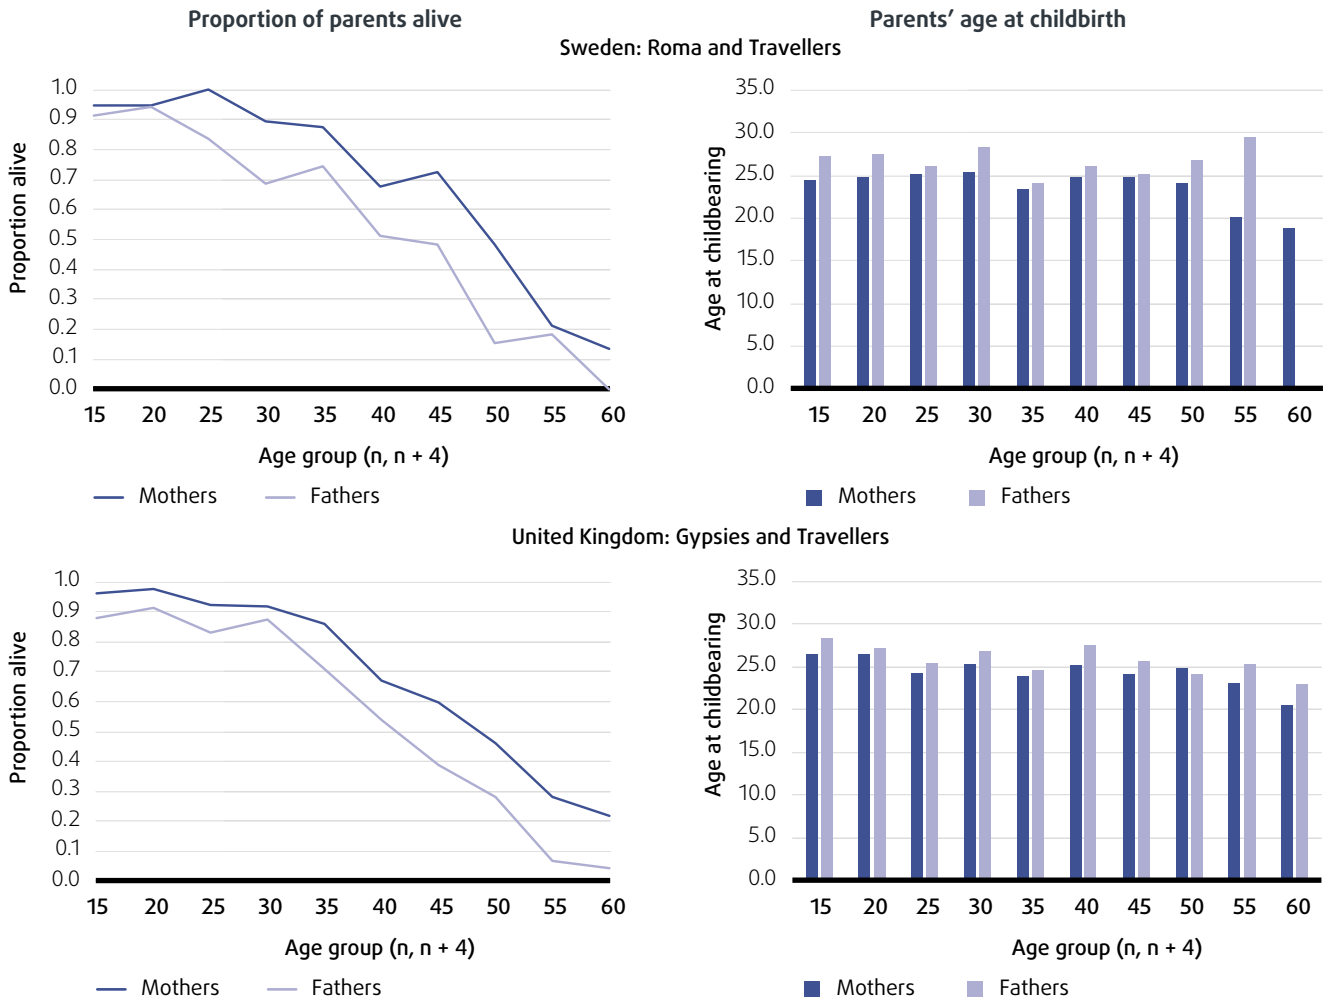 Proportion of parents alive
Parents' age at childbirth
Sweden: Roma and Travellers
Proportion alive
1.0
0.9
0.8
0.7
0.6
0.5
0.4
0.3
0.2
0.1
0.0
15 20 25 30 35 40 45 50 55 60
Age group (n, n + 4)
Mothers Fathers
Age at childbearing
35.0
30.0
25.0
20.0
15.0
10.0
5.0
0.0
15 20 25 30 35 40 45 50 55 60
Age group (n, n + 4)
Mothers Fathers
United Kingdom: Gypsies and Travellers
Proportion alive
1.0
0.9
0.8
0.7
0.6
0.5
0.4
0.3
0.2
0.1
0.0
15 20 25 30 35 40 45 50 55 60
Age group (n, n + 4)
Mothers Fathers
Age at childbearing
35.0
30.0
25.0
20.0
15.0
10.0
5.0
0.0
15 20 25 30 35 40 45 50 55 60
Age group (n, n + 4)
Mothers Fathers